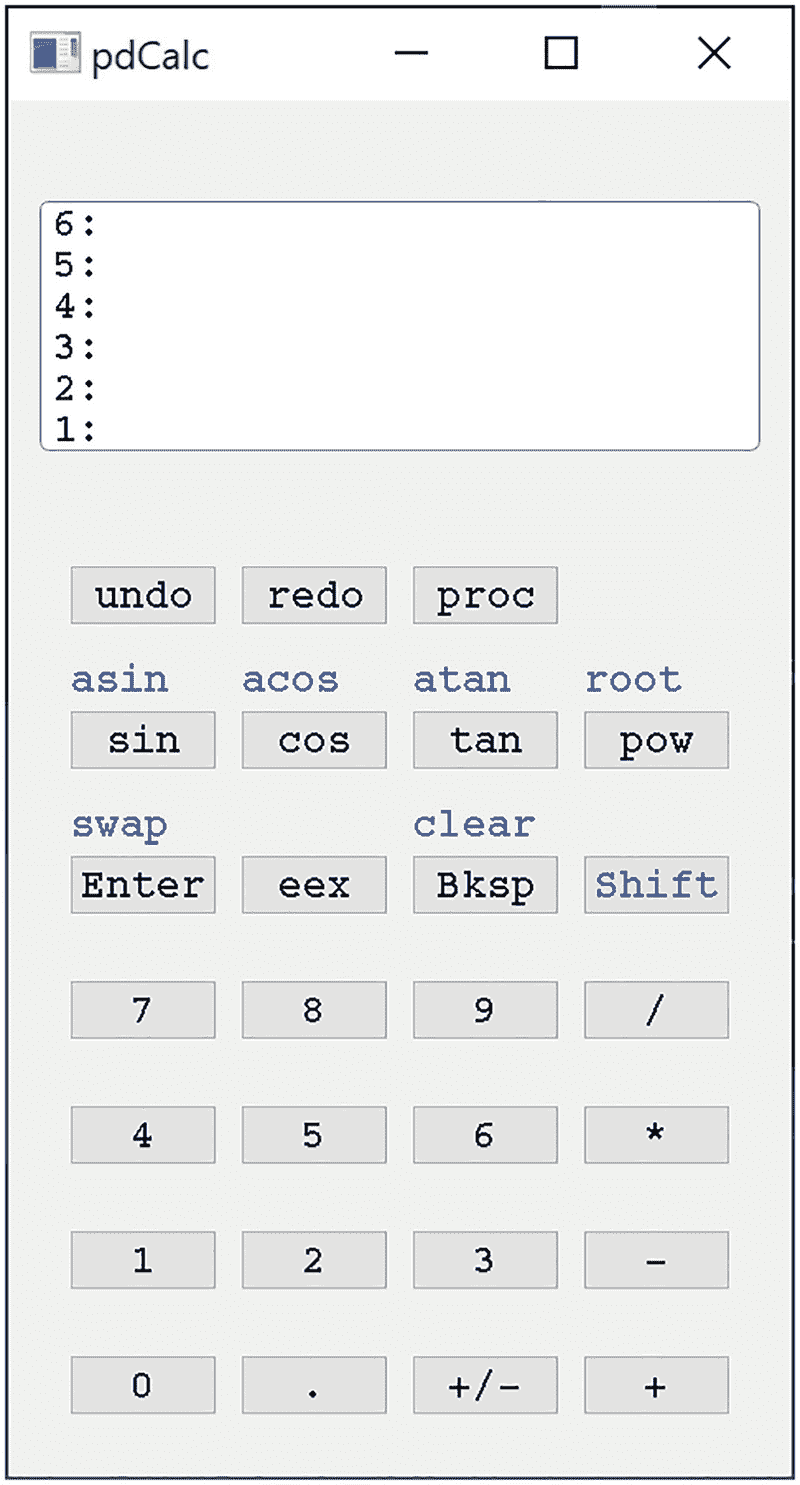 pdCalc
6:
5:
4:
3:
2:
1:
undo redo proc
asin acos atan root
sin cos tan pow
swap clear
Enter eex Bksp Shift
7 8 9 /
4 5 6 *
1 2 3 -
0 . +/- +